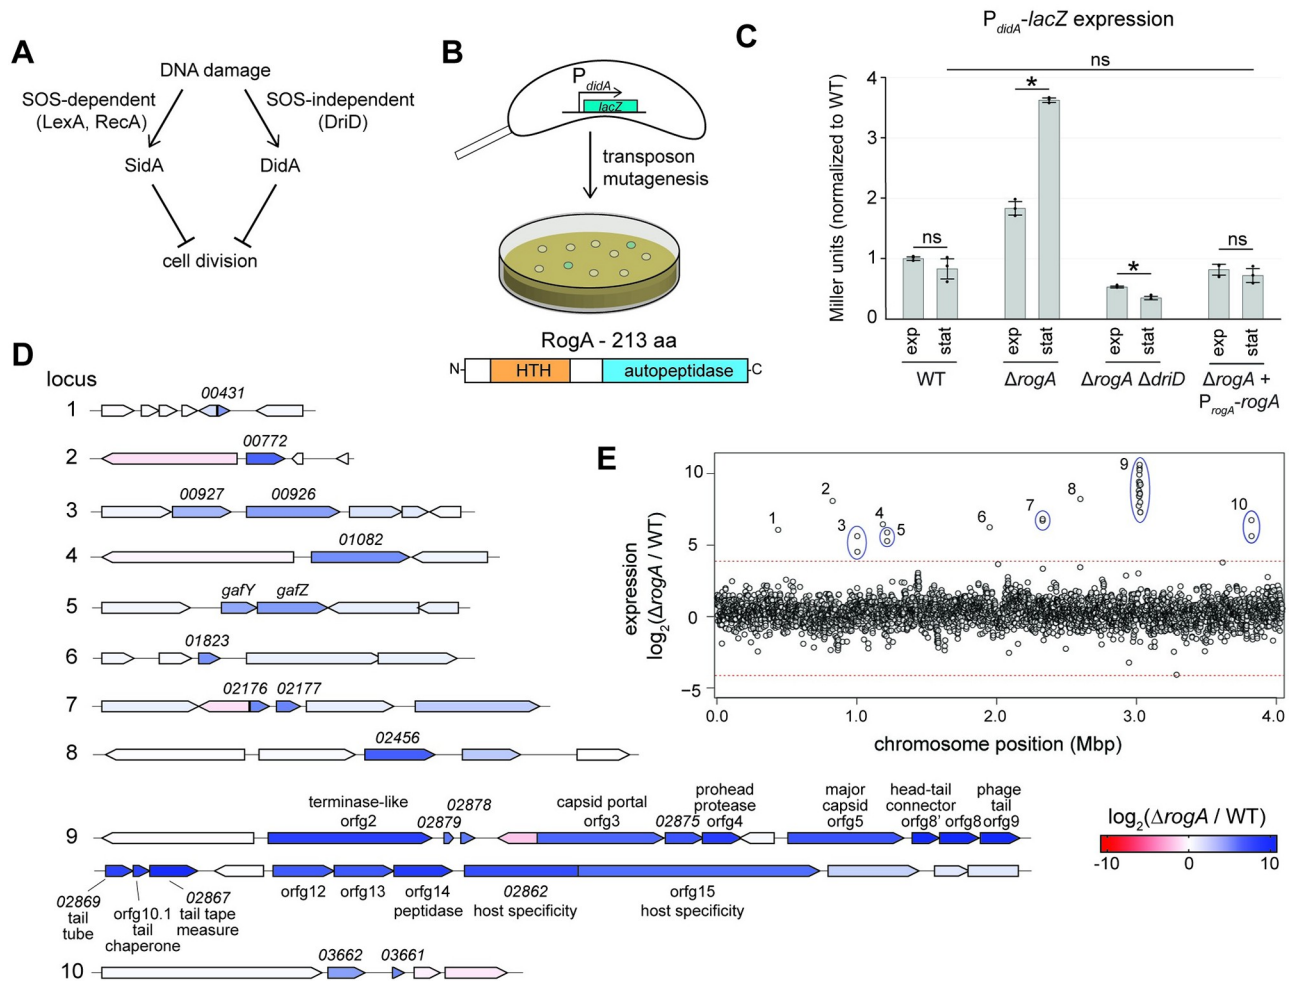 A
DNA damage
SOS-dependent
(LexA, RecA)
SOS-independent
(DriD)
SidA
DidA
cell division
B
PdidA
lacZ
transposon
mutagenesis
RogA - 213 aa
N-
HTH
autopeptidase
-C
C
PdidA-lacZ expression
Miller units (normalized to WT)
4
3
2
1
0
ns
ns
*
*
ns
exp
stat
exp
stat
exp
stat
exp
stat
WT
ΔrogA
ΔrogA ΔdriD
ΔrogA +
ProgA-rogA
D
locus
1
00431
2
00772
3
00927
00926
4
01082
5
gafY
gafZ
6
01823
7
02176
02177
8
02456
9
terminase-like
orfg2
02879
02878
capsid portal
orfg3
02875
prohead
protease
orfg4
major
capsid
orfg5
head-tail
connector
orfg8' orfg8
phage
tail
orfg9
02869
tail
tube
orfg10.1
tail
chaperone
02867
tail tape
measure
orfg12
orfg13
orfg14
peptidase
02862
host specificity
orfg15
host specificity
10
03662
03661
E
expression
log2(ΔrogA / WT)
10
5
0
−5
1
2
3
4
5
6
7
8
9
10
0.0
1.0
2.0
3.0
4.0
chromosome position (Mbp)
log2(ΔrogA / WT)
-10
0
10